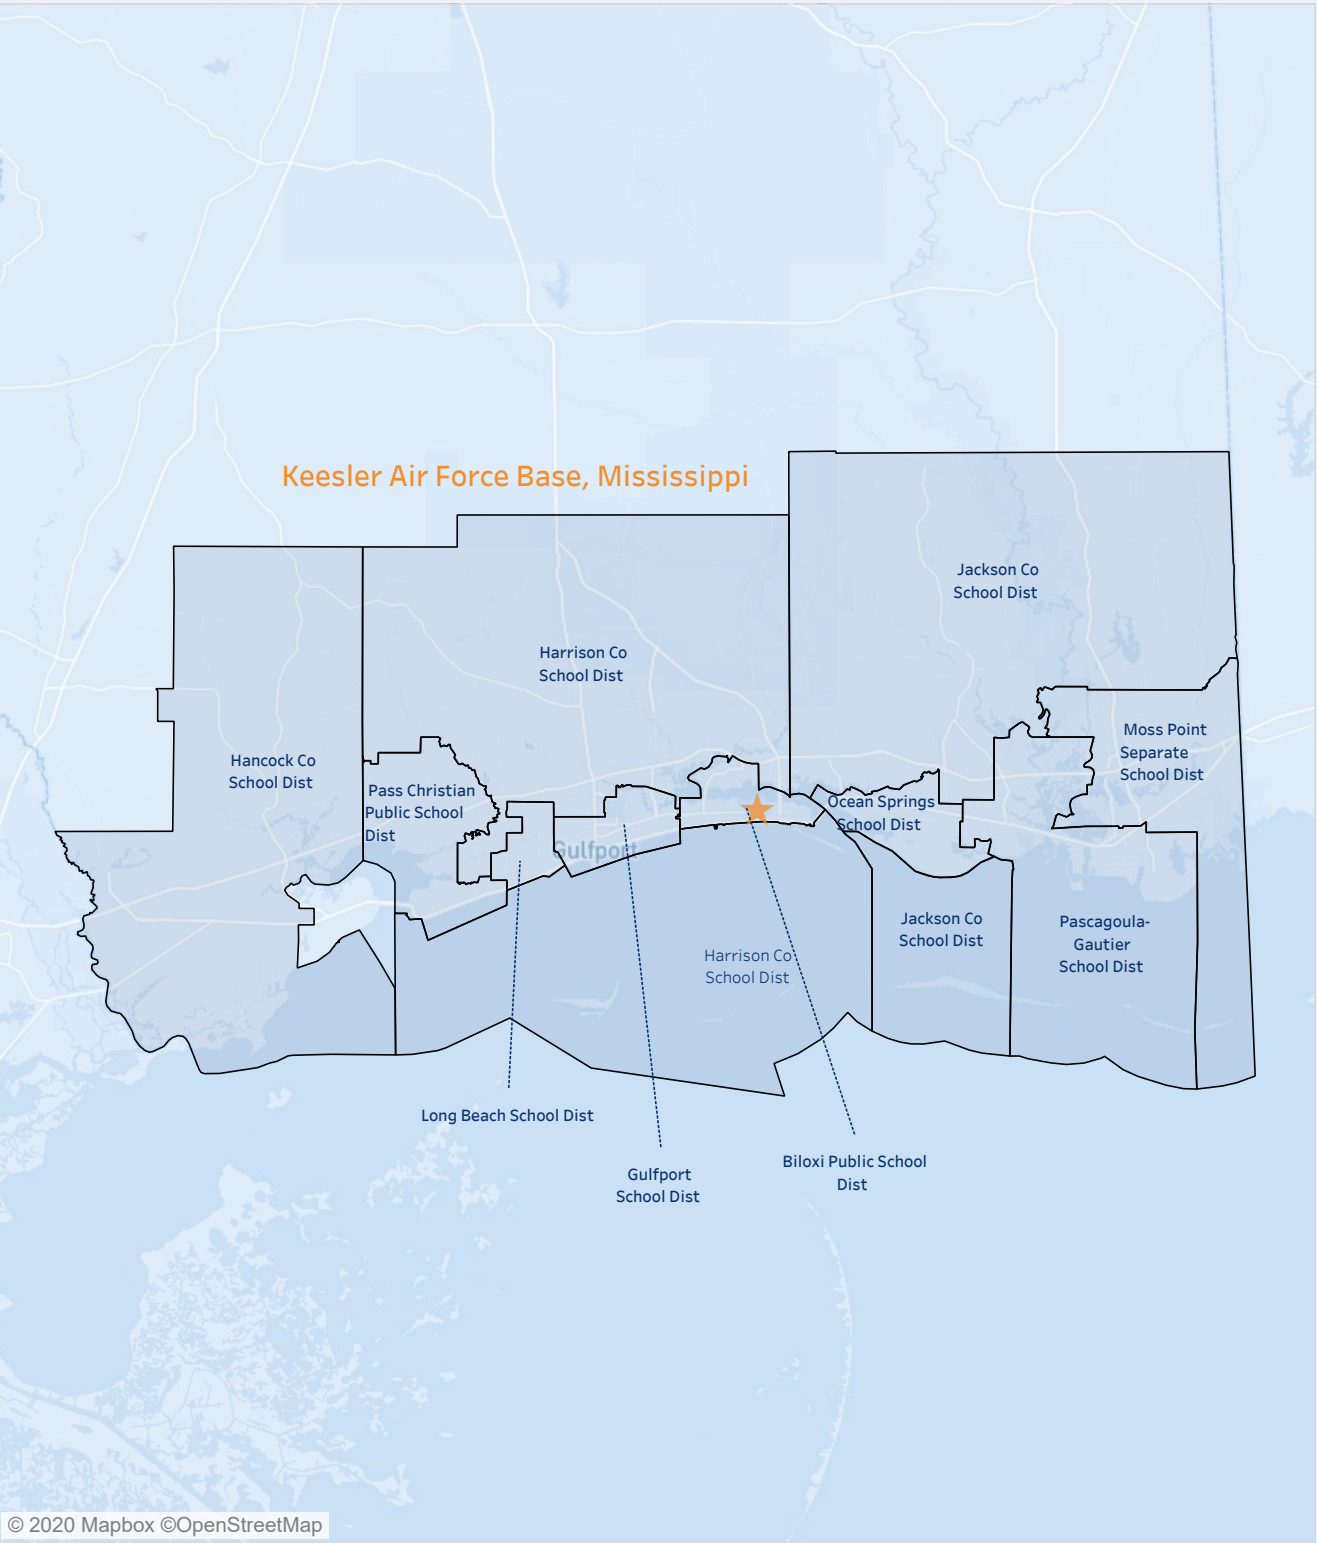 Keesler Air Force Base, Mississippi
Jackson Co
School Dist
Harrison Co
School Dist
Moss Point
Separate
School Dist
Hancock Co
School Dist
Pass Christian
Public School
Dist
Ocean Springs
School Dist
Gulfport
Jackson Co
School Dist
Pascagoula-
Gautier
School Dist
Harrison Co
School Dist
Long Beach School Dist
Gulfport
School Dist
Biloxi Public School
Dist
© 2020 Mapbox ©OpenStreetMap